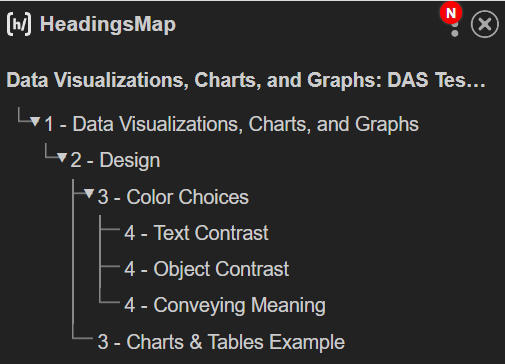 [h/] HeadingsMap
N
Data Visualizations, Charts, and Graphs: DAS Tes...
1 - Data Visualizations, Charts, and Graphs
2 - Design
3 - Color Choices
4 - Text Contrast
4 - Object Contrast
4 - Conveying Meaning
3 - Charts & Tables Example